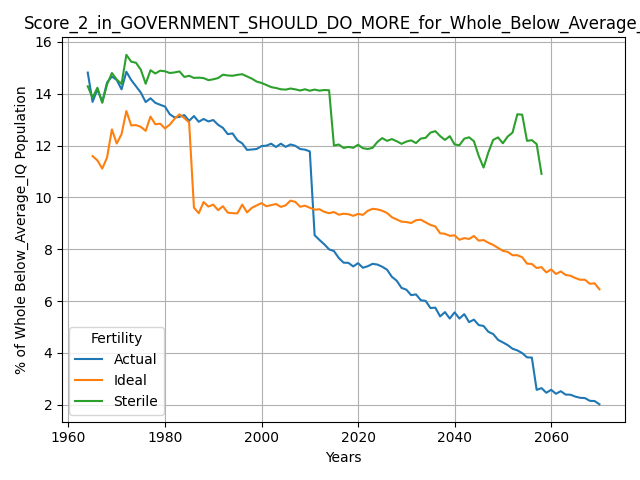 Score_2_in_GOVERNMENT_SHOULD_DO_MORE_for_Whole_Below_Average_
% of Whole Below_Average_IQ Population
16
14
12
10
8
6
4
2
Fertility
Actual
Ideal
Sterile
1960
1980
2000
2020
2040
2060
Years